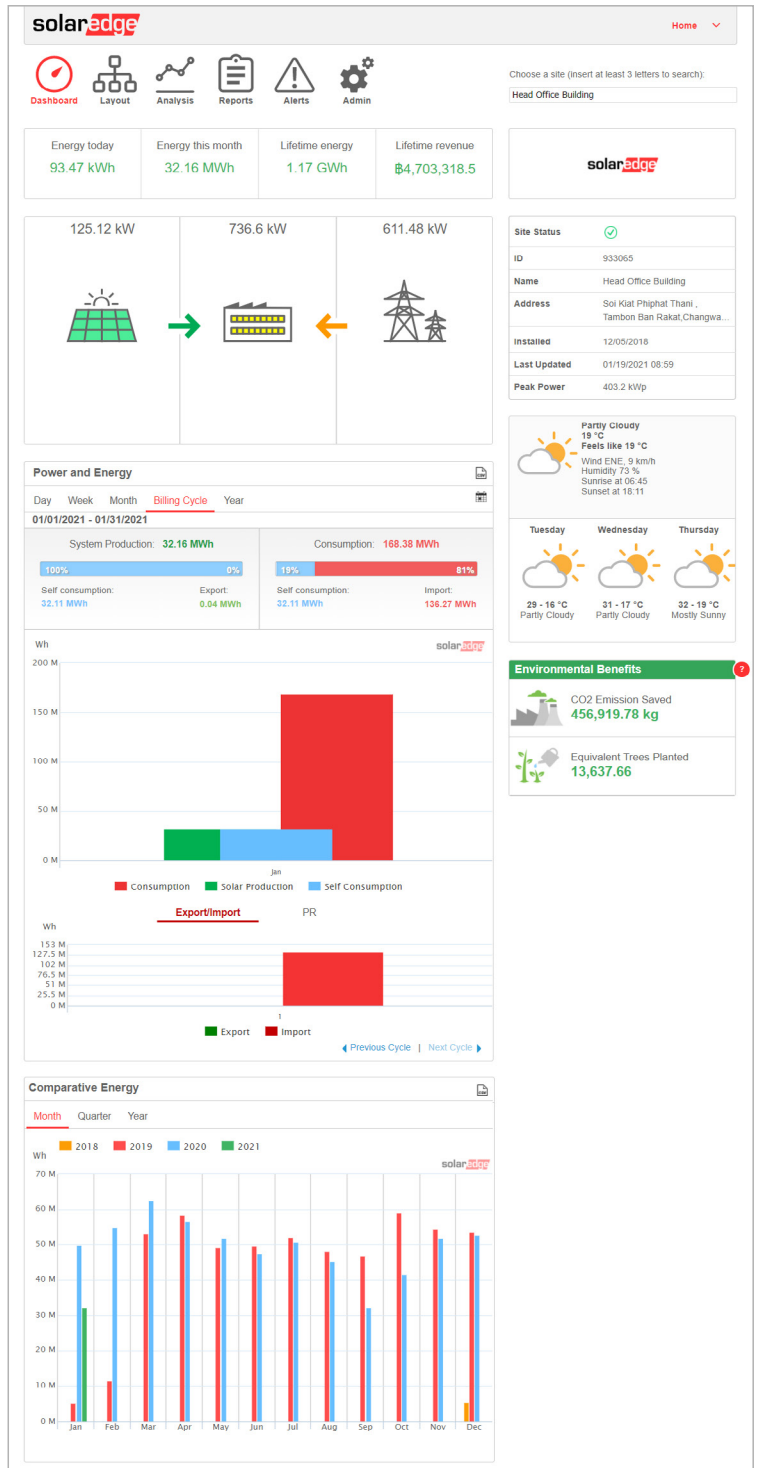 solaredge
Home
Dashboard Layout Analysis Reports Alerts Admin
Choose a site (insert at least 3 letters to search):
Head Office Building
Energy today Energy this month Lifetime energy Lifetime revenue
93.47 kWh 32.16 MWh 1.17 GWh ฿4,703,318.5
solaredge
125.12 kW 736.6 kW 611.48 kW
Site Status
ID 933065
Name Head Office Building
Address Soi Kiat Phiphat Thani ,
Tambon Ban Rakat,Changwa...
Installed 12/05/2018
Last Updated 01/19/2021 08:59
Peak Power 403.2 kWp
Partly Cloudy
19 °C
Feels like 19 °C
Wind ENE, 9 km/h
Humidity 73 %
Sunrise at 06:45
Sunset at 18:11
Tuesday Wednesday Thursday
29 - 16 °C 31 - 17 °C 32 - 19 °C
Partly Cloudy Partly Cloudy Mostly Sunny
Environmental Benefits ?
CO2 Emission Saved
456,919.78 kg
Equivalent Trees Planted
13,637.66
Power and Energy
Day Week Month Billing Cycle Year
01/01/2021 - 01/31/2021
System Production: 32.16 MWh Consumption: 168.38 MWh
100% 0% 19% 81%
Self consumption: Export: Self consumption: Import:
32.11 MWh 0.04 MWh 32.11 MWh 136.27 MWh
Wh
solaredge
200 M
150 M
100 M
50 M
0 M
Jan
Consumption Solar Production Self Consumption
Export/Import PR
Wh
153 M
127.5 M
102 M
76.5 M
51 M
25.5 M
0 M
1
Export Import
Previous Cycle | Next Cycle
Comparative Energy
Month Quarter Year
2018 2019 2020 2021
Wh
solaredge
70 M
60 M
50 M
40 M
30 M
20 M
10 M
0 M
Jan Feb Mar Apr May Jun Jul Aug Sep Oct Nov Dec